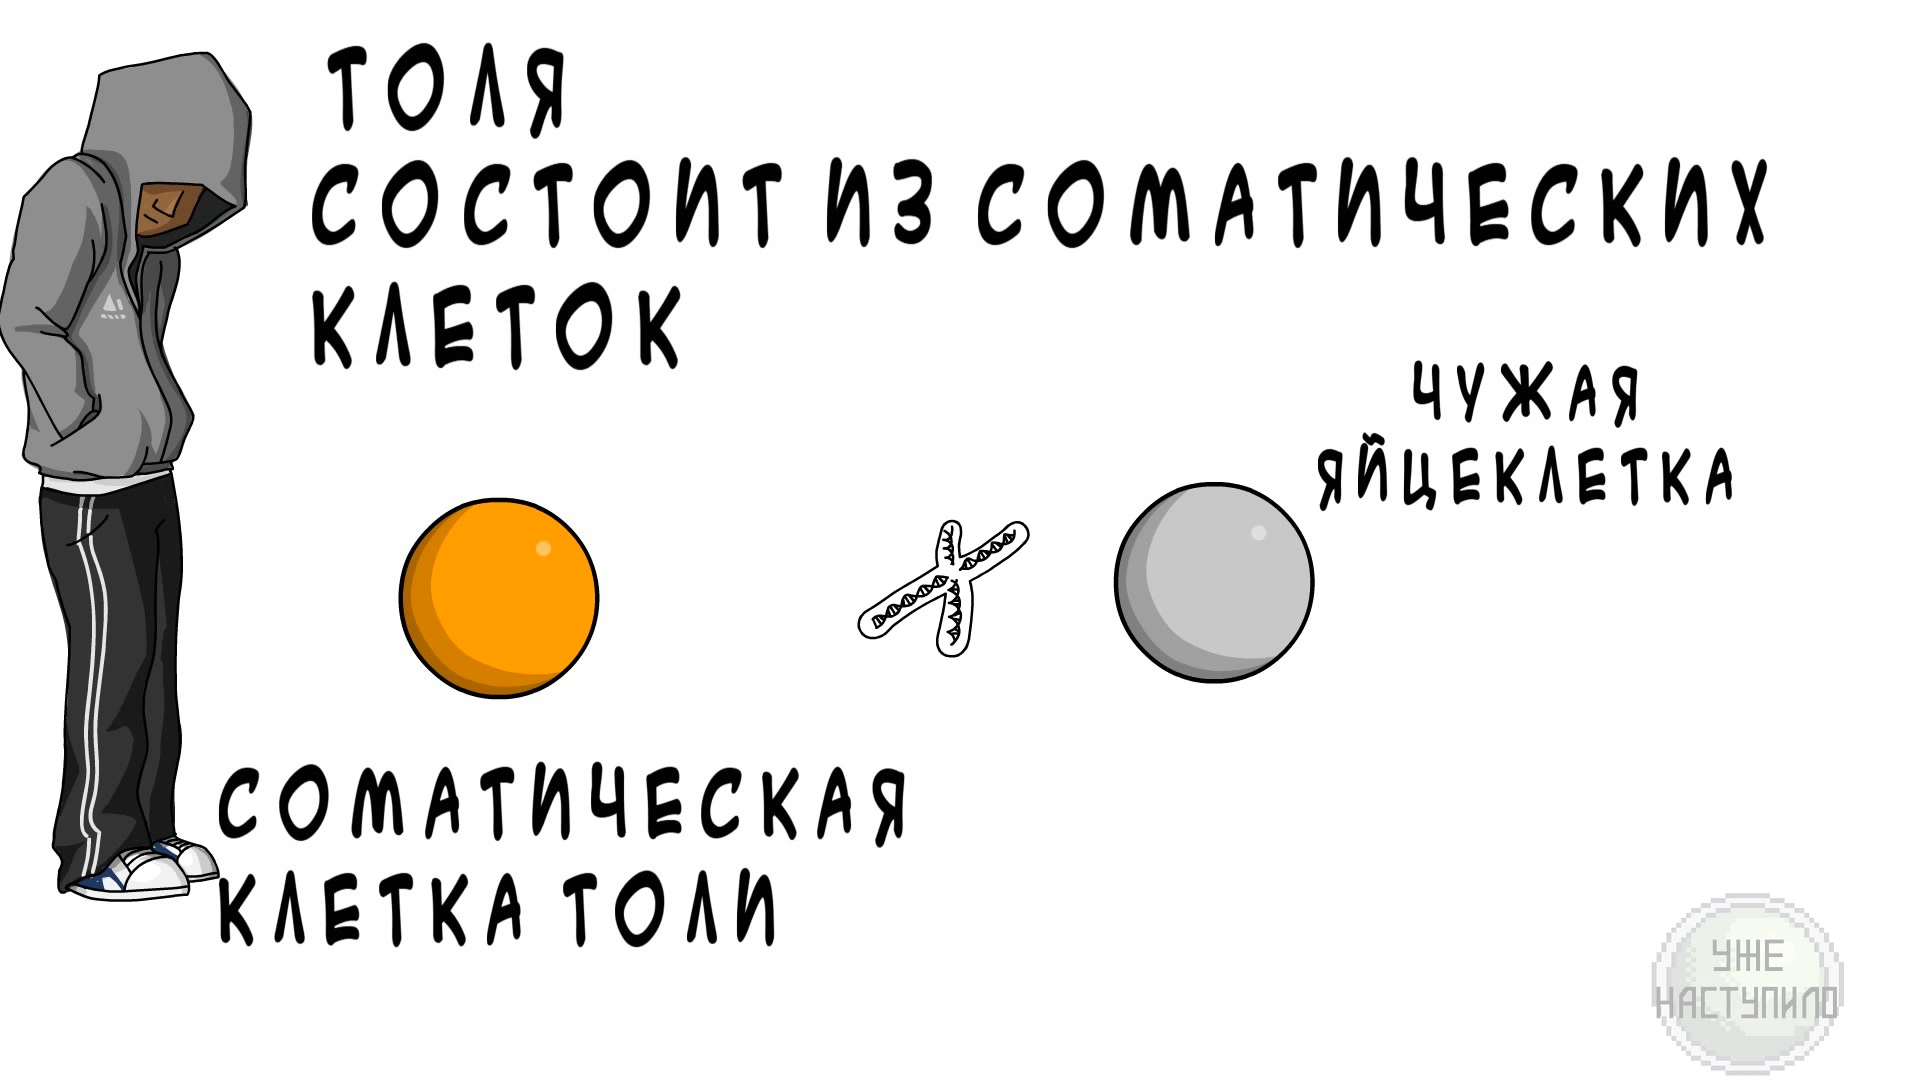 ТОЛЯ
СОСТОИТ ИЗ СОМАТИЧЕСКИХ
КЛЕТОК
ЧУЖАЯ
ЯЙЦЕКЛЕТКА
СОМАТИЧЕСКАЯ
КЛЕТКА ТОЛИ
УЖЕ
НАСТУПИЛО